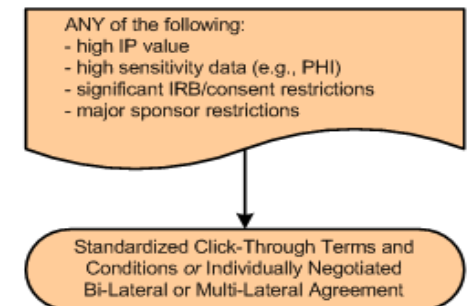 ANY of the following:
- high IP value
- high sensitivity data (e.g., PHI)
- significant IRB/consent restrictions
- major sponsor restrictions
Standardized Click-Through Terms and
Conditions or Individually Negotiated
Bi-Lateral or Multi-Lateral Agreement